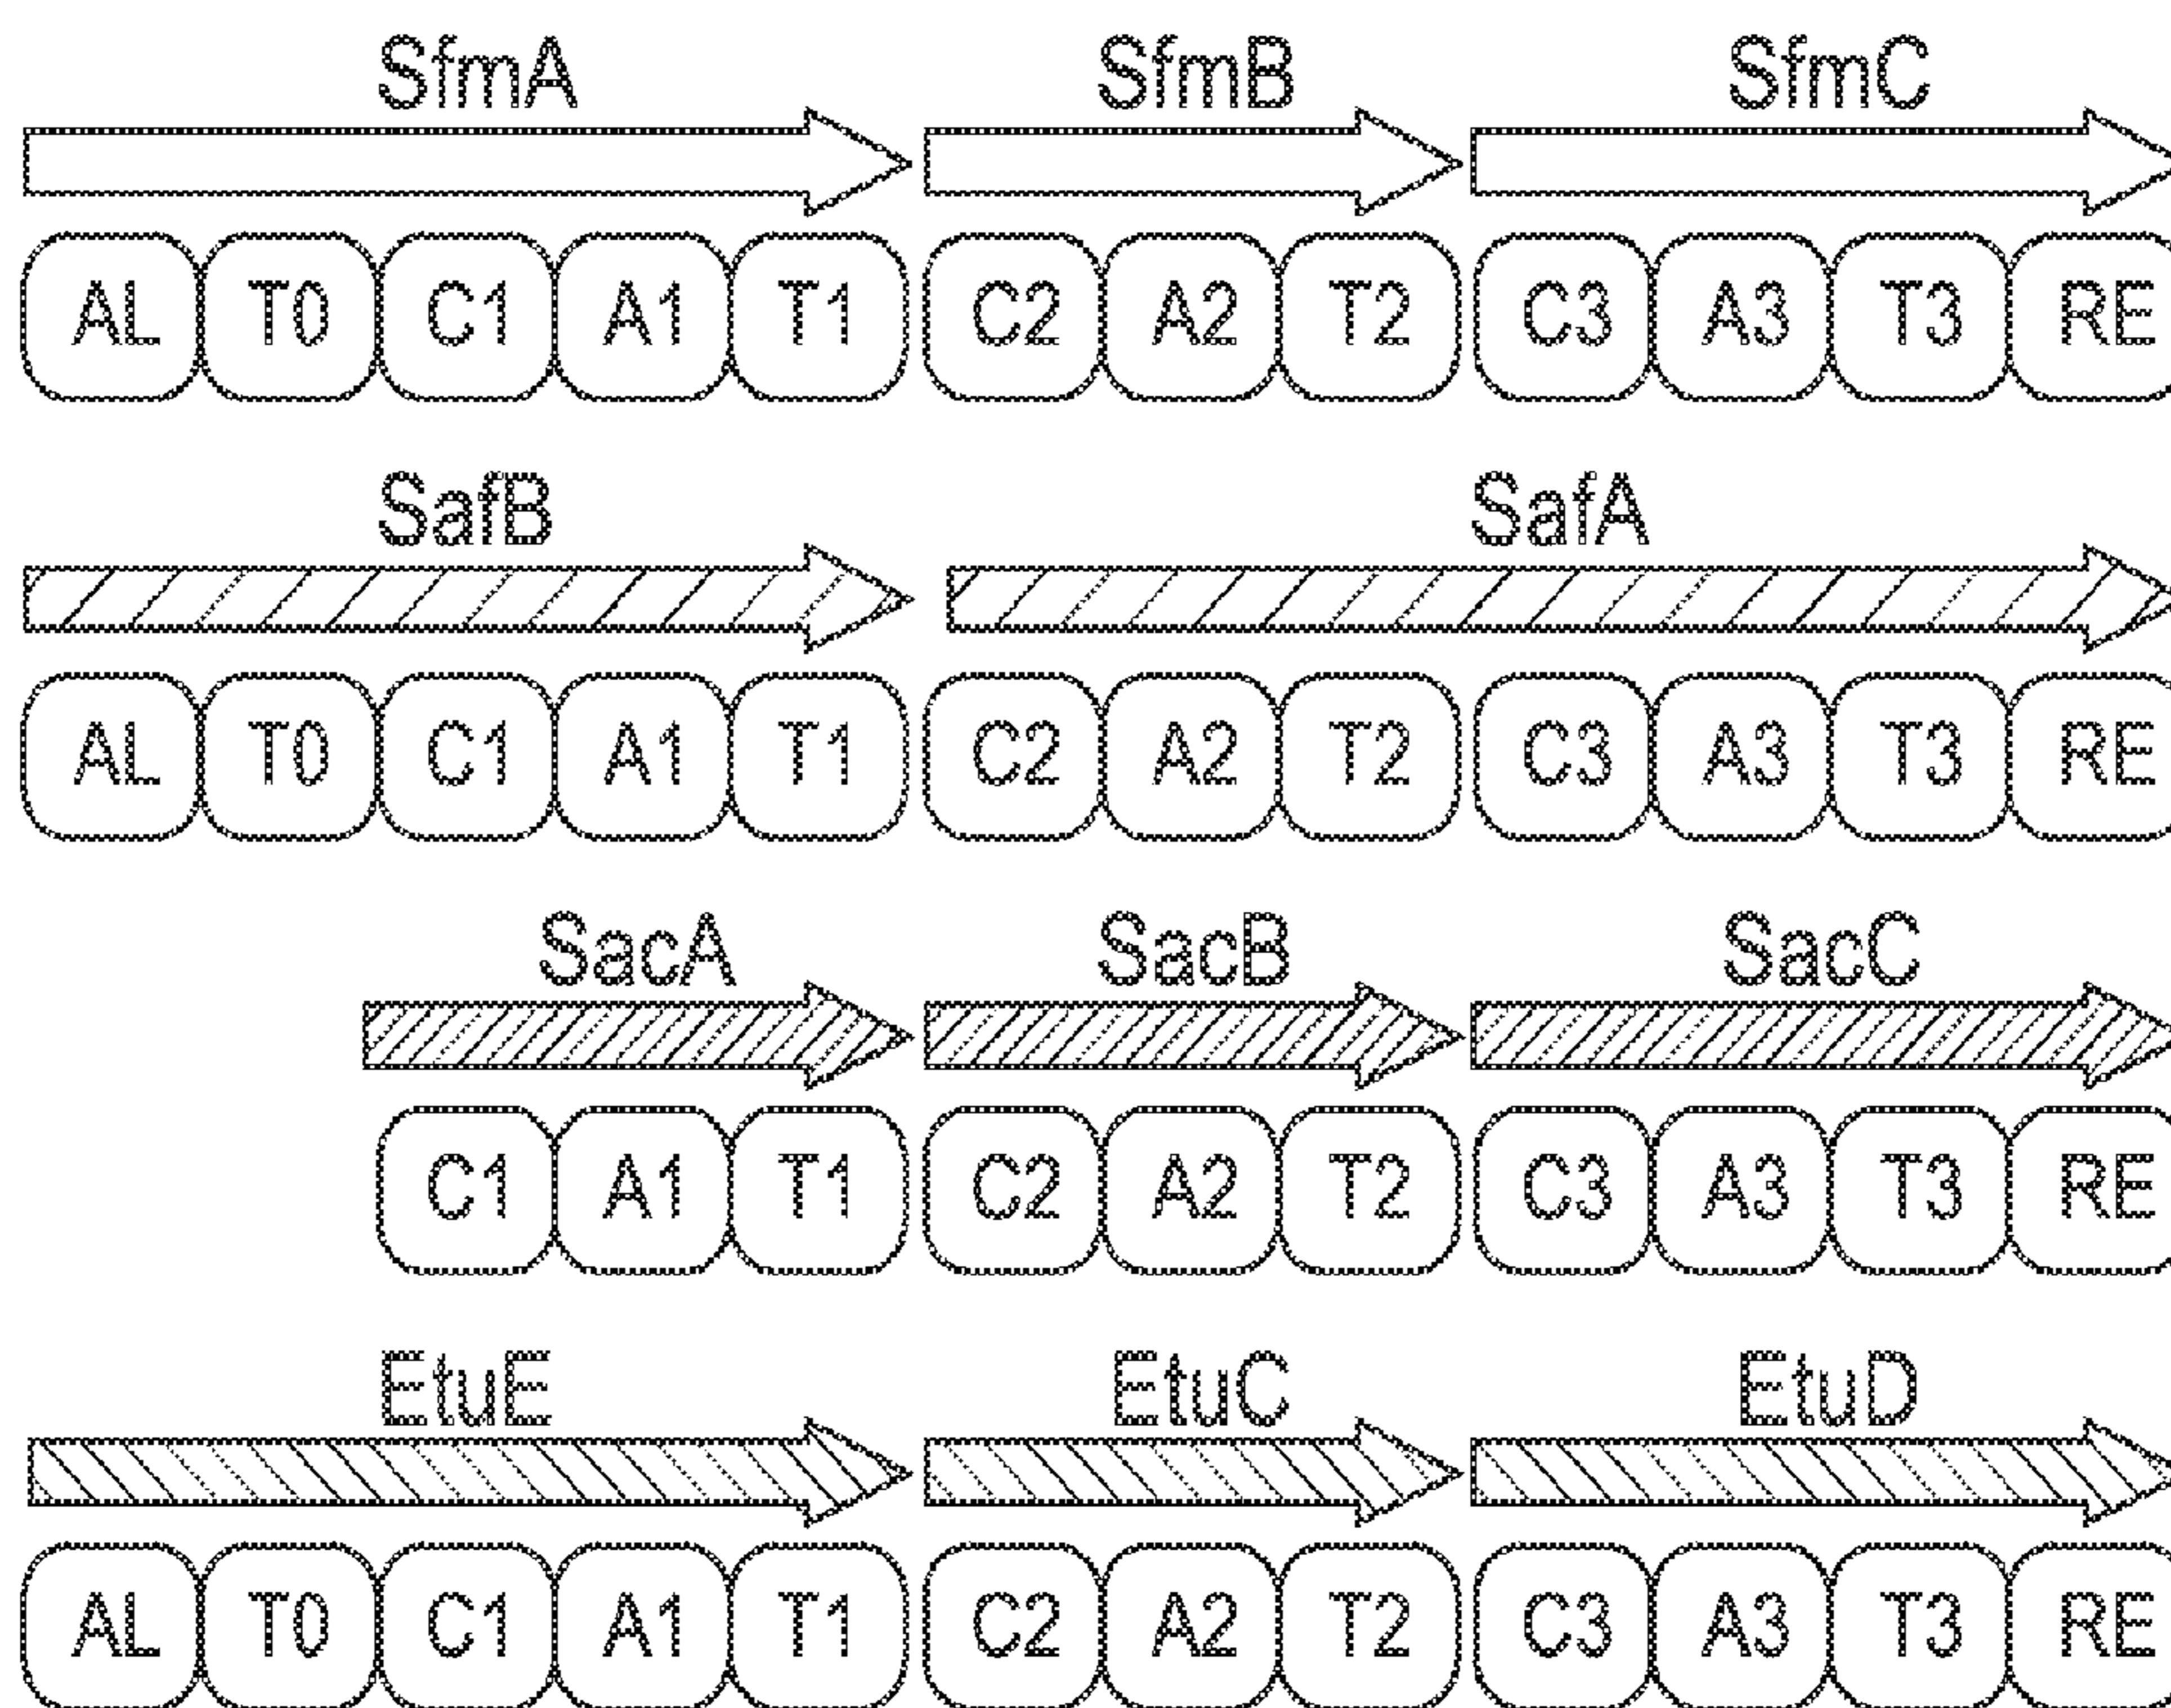 SfmA SfmB SfmC
AL T0 C1 A1 T1 C2 A2 T2 C3 A3 T3 RE
SafB SafA
AL T0 C1 A1 T1 C2 A2 T2 C3 A3 T3 RE
SacA SacB SacC
C1 A1 T1 C2 A2 T2 C3 A3 T3 RE
EtuE EtuC EtuD
AL T0 C1 A1 T1 C2 A2 T2 C3 A3 T3 RE